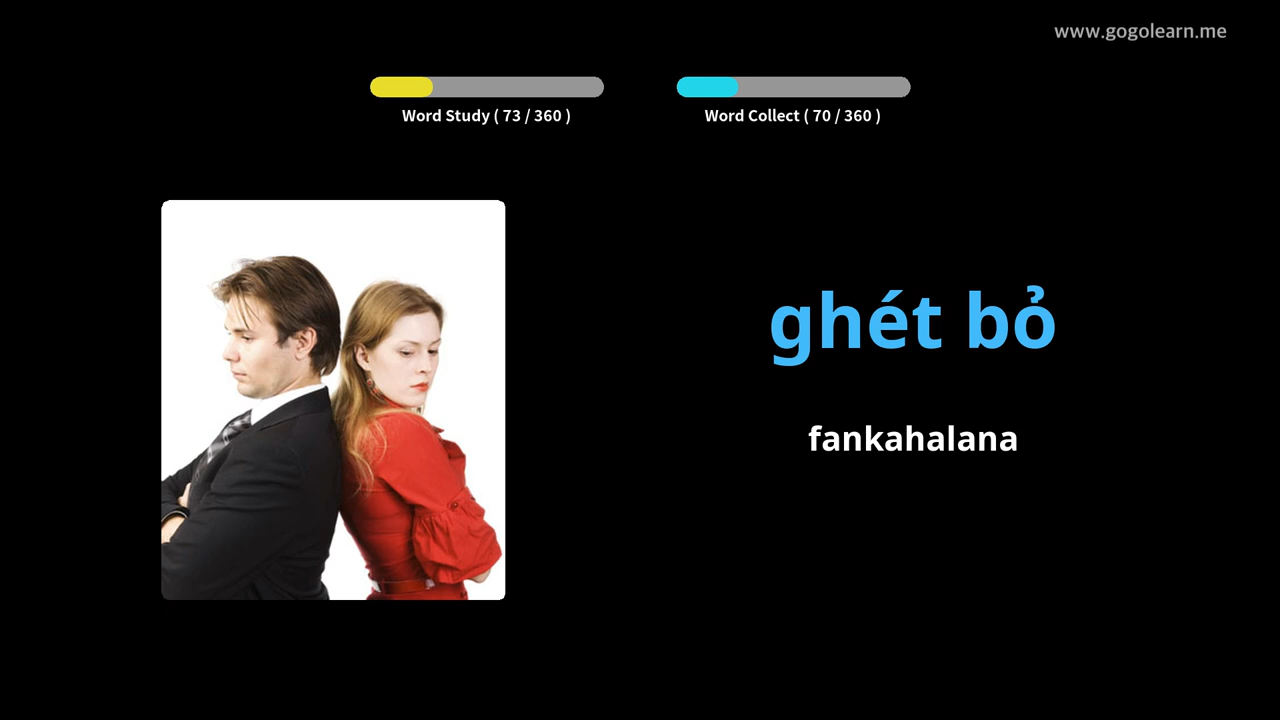 www.gogolearn.me
Word Study ( 73 / 360 )
Word Collect ( 70 / 360 )
ghét bỏ
fankahalana